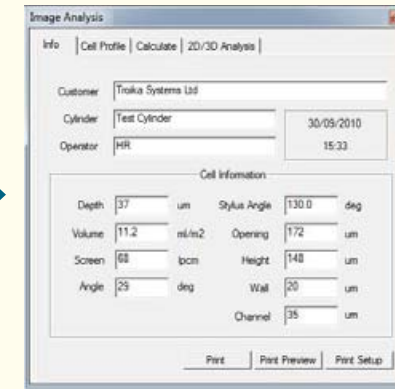 Image Analysis
Info Cell Profile Calculate 2D/3D Analysis
Customer Troika Systems Ltd
Cylinder Test Cylinder 30/09/2010
Operator HR 15:33
Cell Information
Depth 37 um Stylus Angle 130.0 deg
Volume 11.2 ml/m2 Opening 172 um
Screen 68 lpcm Height 148 um
Angle 29 deg Wall 20 um
Channel 35 um
Print Print Preview Print Setup